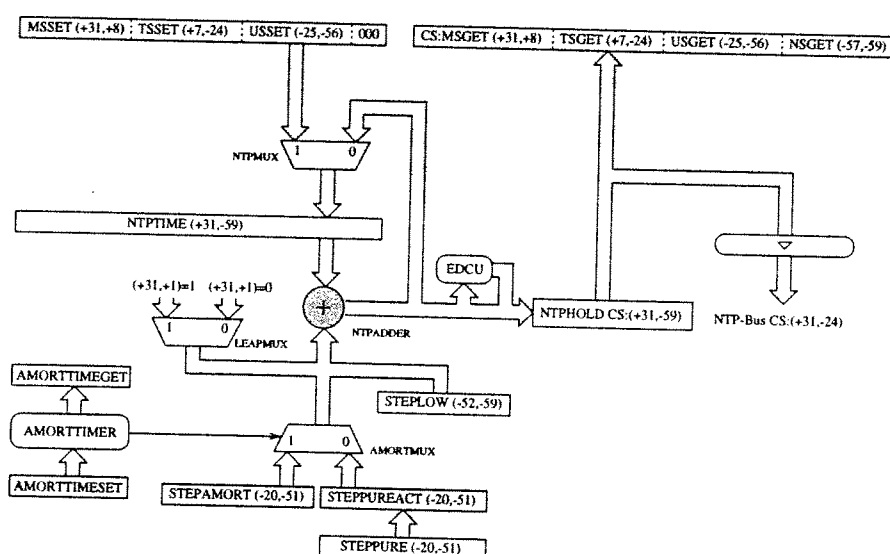 MSSET (+31,+8) TSSET (+7,-24) USSET (-25,-56) 000
CS:MSGET (+31,+8) TSGET (+7,-24) USGET (-25,-56) NSGET (-57,-59)
1 0
NTPMUX
NTPTIME (+31,-59)
EDCU
(+31,+1)=1 (+31,+1)=0
1 0
LEAPMUX
+
NTPADDER
NTPHOLD CS:(+31,-59)
NTP-Bus CS:(+31,-24)
AMORTTIMEGET
STEPLOW (-52,-59)
AMORTTIMER
1 0
AMORTMUX
AMORTTIMESET
STEPAMORT (-20,-51)
STEPPUREACT (-20,-51)
STEPPURE (-20,-51)